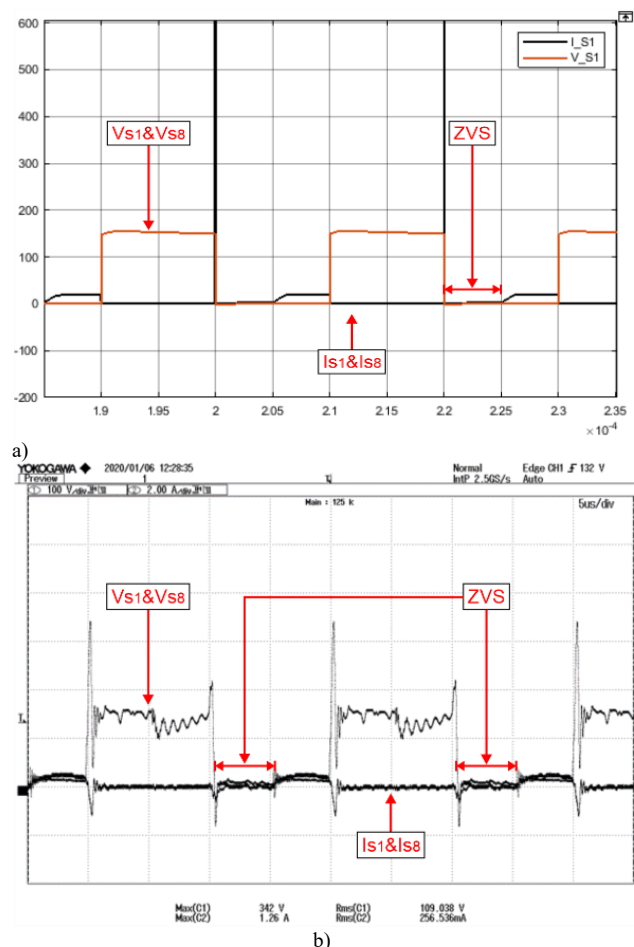 600
500
400
300
200
100
0
-100
-200
I_S1
V_S1
Vs1&Vs8
ZVS
Is1&Is8
1.9 1.95 2 2.05 2.1 2.15 2.2 2.25 2.3 2.35
×10⁻⁴
a)
YOKOGAWA ◆ 2020/01/06 12:28:35 Normal Edge CH1 132 V
Preview 1 IntP 2.5GS/s Auto
100 V/div 2.00 A/div
Main : 125 k 5us/div
Vs1&Vs8
ZVS
Is1&Is8
Max(C1) 342 V Rms(C1) 109.038 V
Max(C2) 1.26 A Rms(C2) 256.536mA
b)